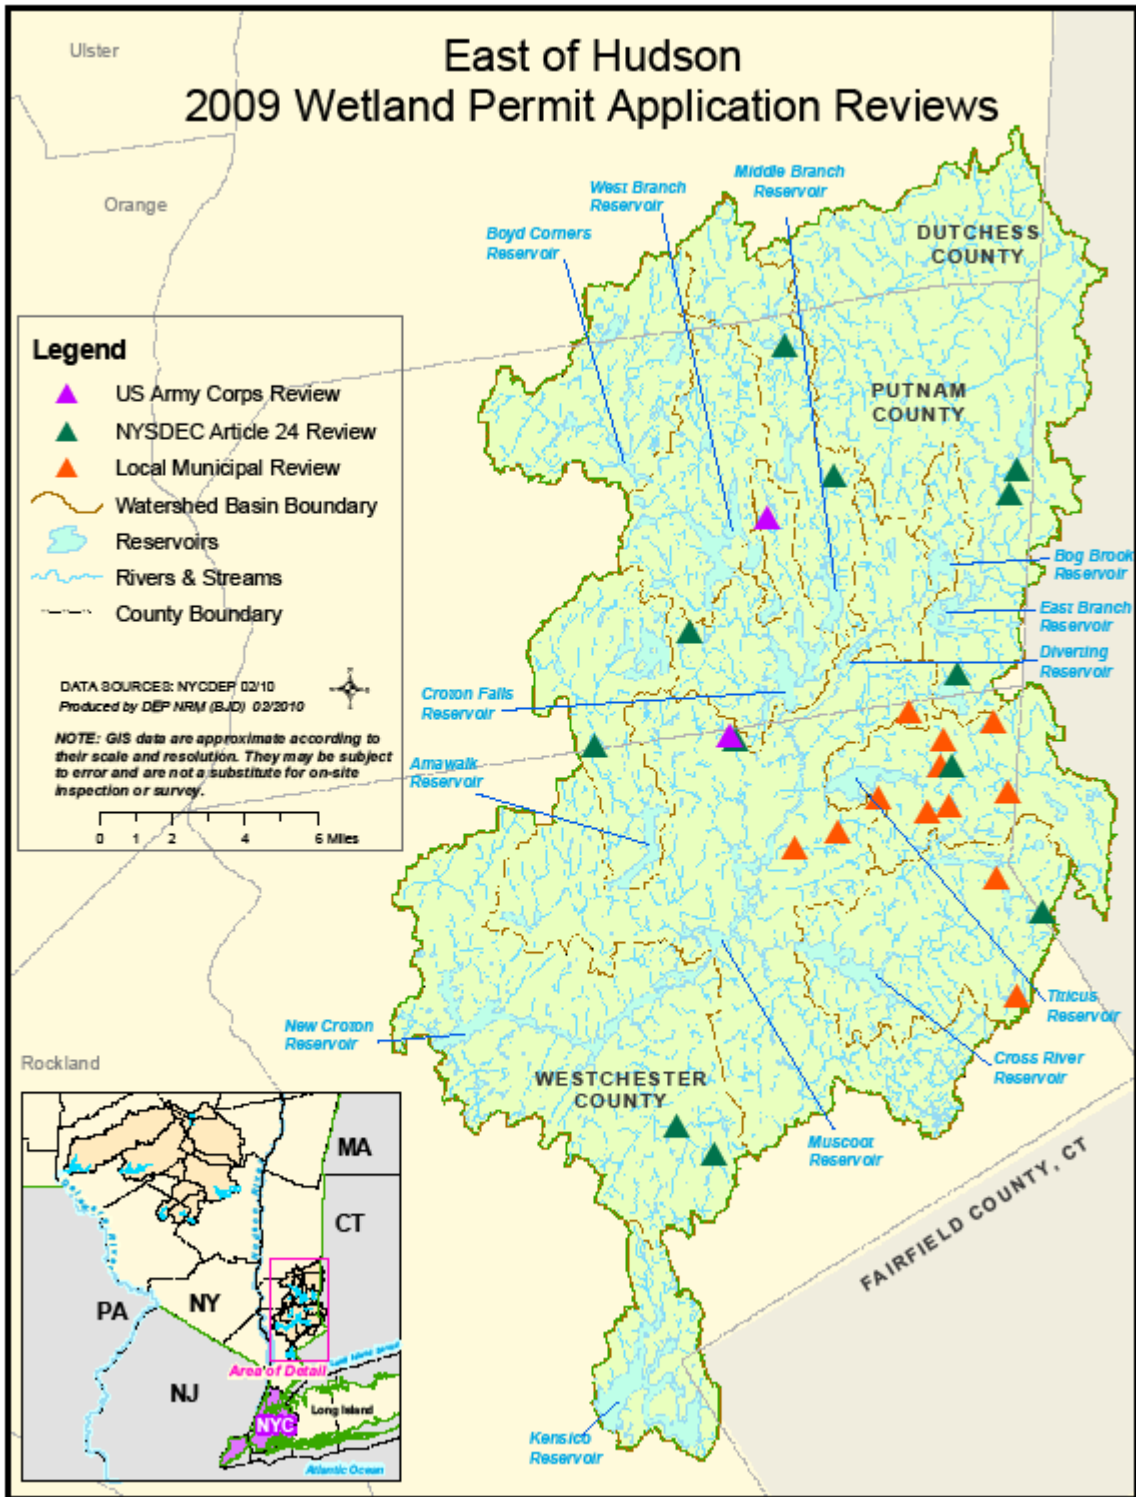 East of Hudson
2009 Wetland Permit Application Reviews
Ulster
Orange
Middle Branch
Reservoir
West Branch
Reservoir
Boyd Corners
Reservoir
DUTCHESS
COUNTY
PUTNAM
COUNTY
Legend
US Army Corps Review
NYSDEC Article 24 Review
Local Municipal Review
Watershed Basin Boundary
Reservoirs
Rivers & Streams
County Boundary
DATA SOURCES: NYCDEP 02/10
Produced by DEP NRM (BJD) 02/2010
NOTE: GIS data are approximate according to
their scale and resolution. They may be subject
to error and are not a substitute for on-site
inspection or survey.
0 1 2 4 6 Miles
Bog Brook
Reservoir
East Branch
Reservoir
Diverting
Reservoir
Croton Falls
Reservoir
Amawalk
Reservoir
Titicus
Reservoir
New Croton
Reservoir
Cross River
Reservoir
Rockland
WESTCHESTER
COUNTY
Muscoot
Reservoir
FAIRFIELD COUNTY, CT
Kensico
Reservoir
MA
CT
PA
NY
NJ
Area of Detail
NYC
Long Island
Atlantic Ocean